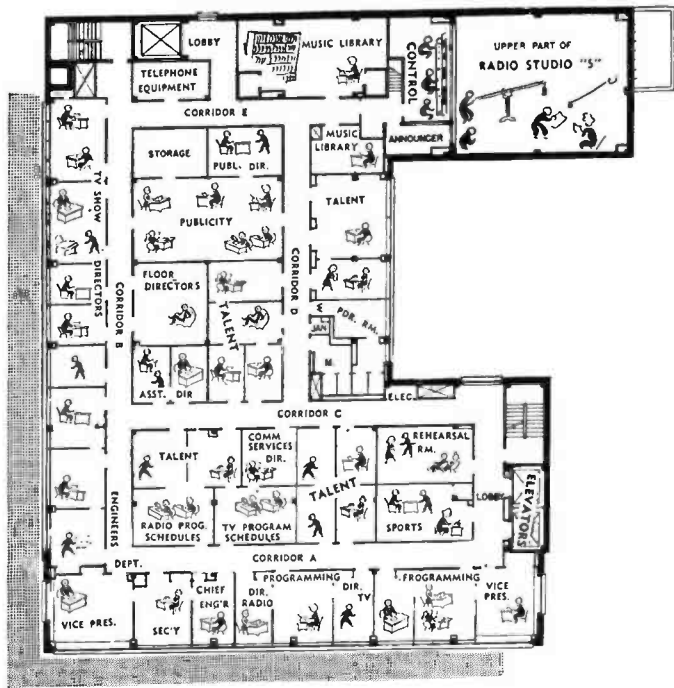 LOBBY
MUSIC LIBRARY
CONTROL
UPPER PART OF
RADIO STUDIO "S"
TELEPHONE
EQUIPMENT
CORRIDOR E
ANNOUNCER
STORAGE
PUBL. DIR.
MUSIC
LIBRARY
TV SHOW DIRECTORS
PUBLICITY
TALENT
CORRIDOR B
FLOOR
DIRECTORS
TALENT
CORRIDOR D
W
PDR. RM.
JAN
M
ASST. DIR
ELEC.
CORRIDOR C
TALENT
COMM
SERVICES
DIR.
TALENT
REHEARSAL
RM.
ENGINEERS
RADIO PROG.
SCHEDULES
TV PROGRAM
SCHEDULES
SPORTS
LOBBY
ELEVATORS
CORRIDOR A
DEPT.
VICE PRES.
SEC'Y
CHIEF
ENG'R
PROGRAMMING
DIR.
RADIO
DIR.
TV
PROGRAMMING
VICE
PRES.